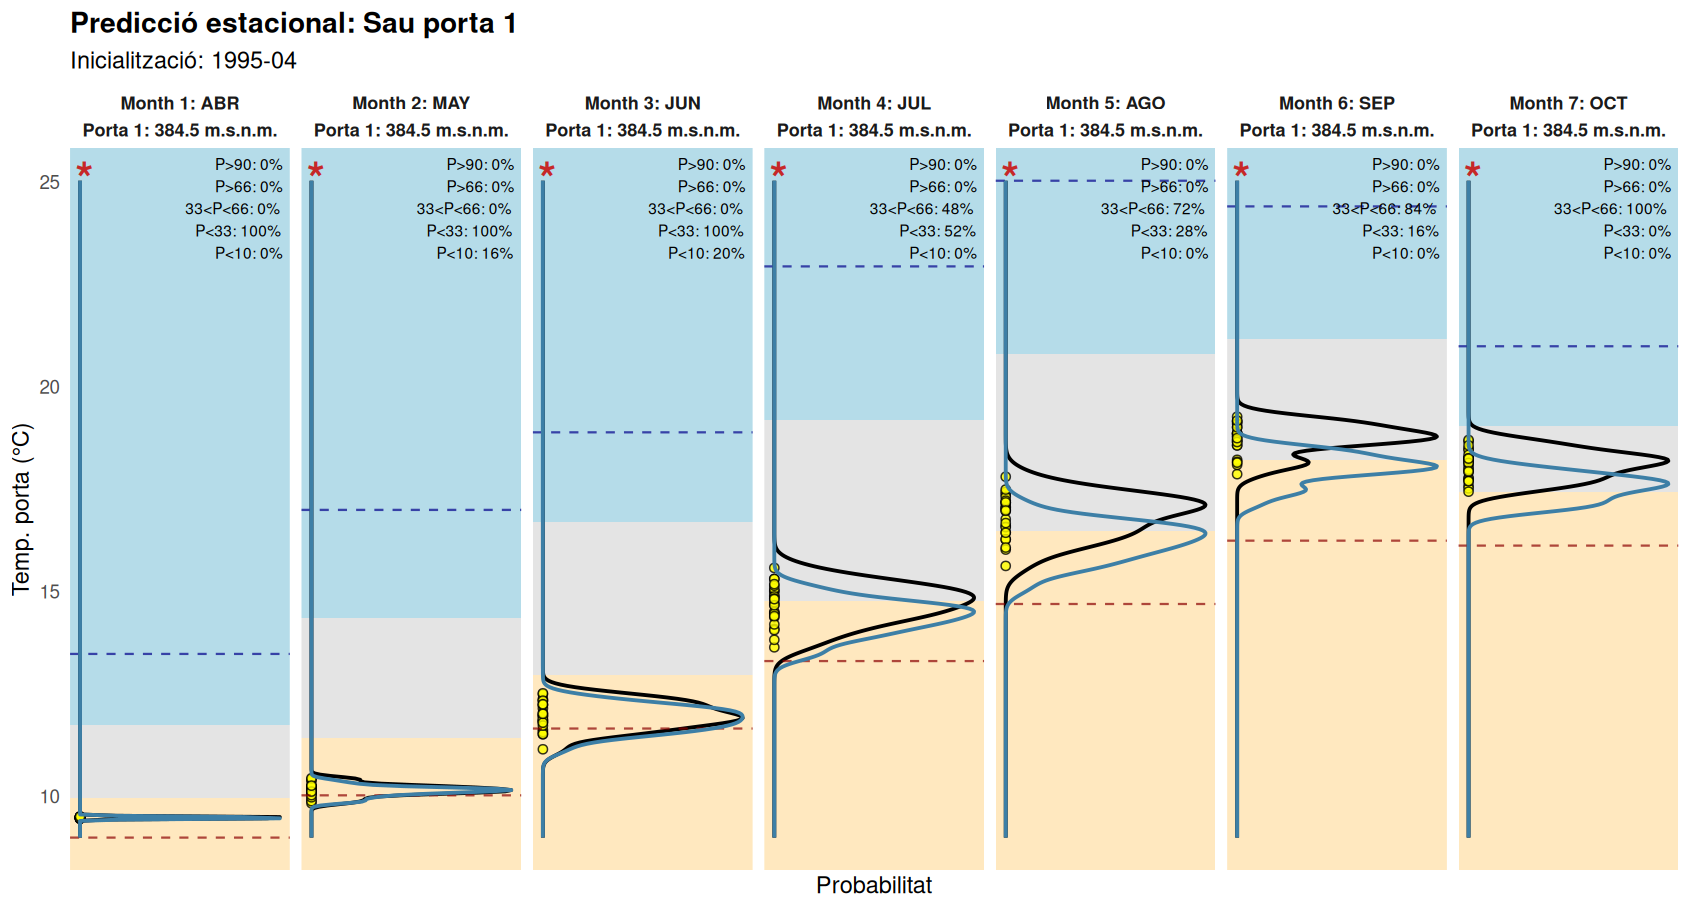 Predicció estacional: Sau porta 1
Inicialització: 1995-04
Month 1: ABR
Porta 1: 384.5 m.s.n.m.
Month 2: MAY
Porta 1: 384.5 m.s.n.m.
Month 3: JUN
Porta 1: 384.5 m.s.n.m.
Month 4: JUL
Porta 1: 384.5 m.s.n.m.
Month 5: AGO
Porta 1: 384.5 m.s.n.m.
Month 6: SEP
Porta 1: 384.5 m.s.n.m.
Month 7: OCT
Porta 1: 384.5 m.s.n.m.
*
P>90: 0%
P>66: 0%
33<P<66: 0%
P<33: 100%
P<10: 0%
*
P>90: 0%
P>66: 0%
33<P<66: 0%
P<33: 100%
P<10: 16%
*
P>90: 0%
P>66: 0%
33<P<66: 0%
P<33: 100%
P<10: 20%
*
P>90: 0%
P>66: 0%
33<P<66: 48%
P<33: 52%
P<10: 0%
*
P>90: 0%
P>66: 0%
33<P<66: 72%
P<33: 28%
P<10: 0%
*
P>90: 0%
P>66: 0%
33<P<66: 84%
P<33: 16%
P<10: 0%
*
P>90: 0%
P>66: 0%
33<P<66: 100%
P<33: 0%
P<10: 0%
25
20
15
10
Temp. porta (°C)
Probabilitat